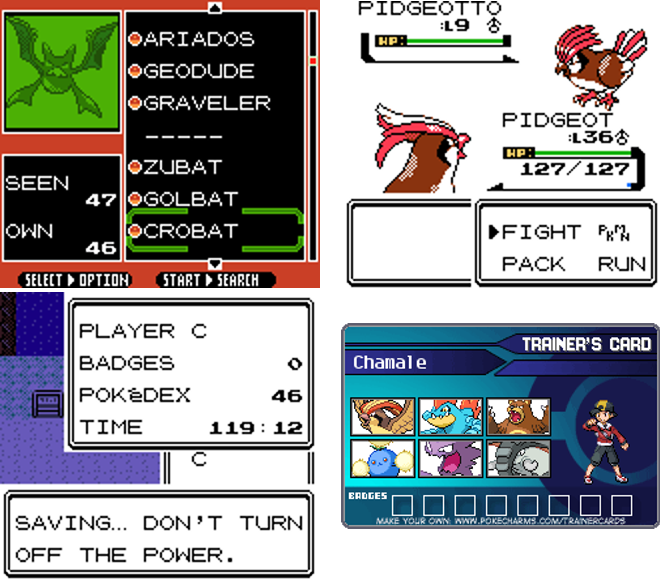 ARIADOS
GEODUDE
GRAVELER
-----
ZUBAT
GOLBAT
CROBAT
SEEN
47
OWN
46
SELECT ▶ OPTION
START ▶ SEARCH
PIDGEOTTO
:L9 ♂
HP:
PIDGEOT
:L36♂
HP:
127/127
▶FIGHT PKMN
PACK RUN
PLAYER C
BADGES 0
POKéDEX 46
TIME 119:12
C
SAVING… DON'T TURN
OFF THE POWER.
TRAINER'S CARD
Chamale
BADGES
MAKE YOUR OWN: WWW.POKECHARMS.COM/TRAINERCARDS